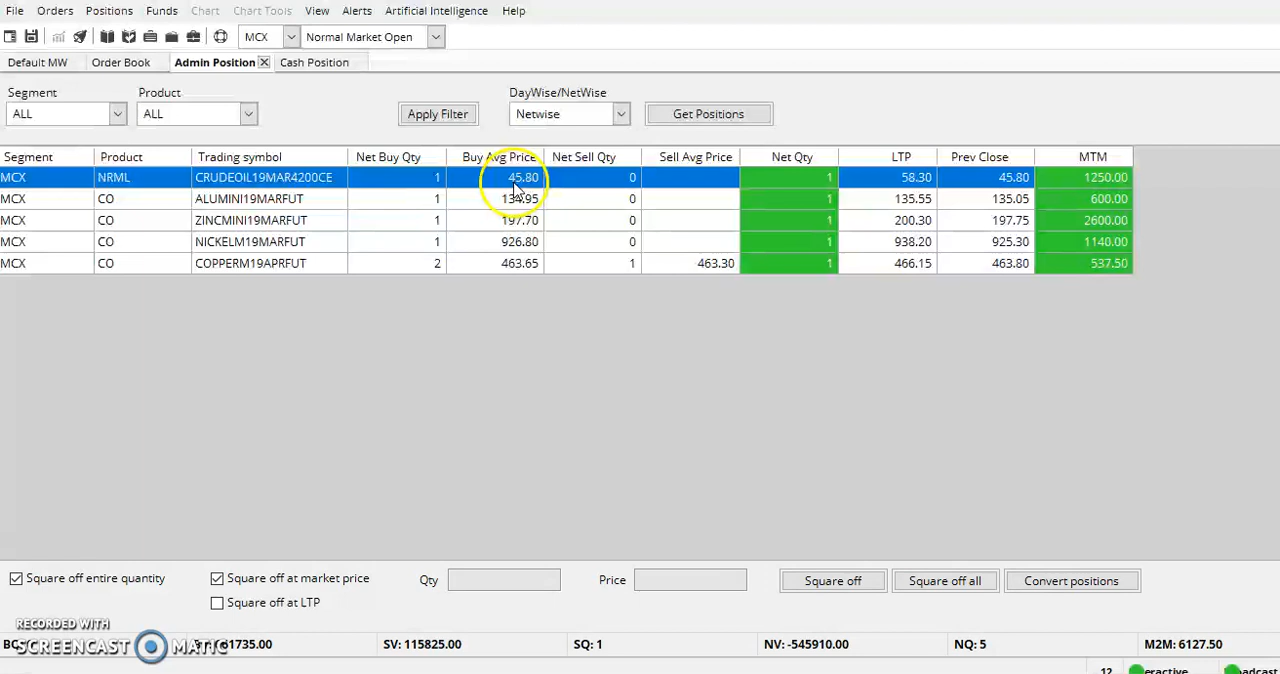 File Orders Positions Funds Chart Chart Tools View Alerts Artificial Intelligence Help
MCX Normal Market Open
Default MW Order Book Admin Position Cash Position
Segment Product DayWise/NetWise
ALL ALL Apply Filter Netwise Get Positions
Segment Product Trading symbol Net Buy Qty Buy Avg Price Net Sell Qty Sell Avg Price Net Qty LTP Prev Close MTM
MCX NRML CRUDEOIL19MAR4200CE 1 45.80 0 1 58.30 45.80 1250.00
MCX CO ALUMINI19MARFUT 1 134.95 0 1 135.55 135.05 600.00
MCX CO ZINCMINI19MARFUT 1 197.70 0 1 200.30 197.75 2600.00
MCX CO NICKELM19MARFUT 1 926.80 0 1 938.20 925.30 1140.00
MCX CO COPPERM19APRFUT 2 463.65 1 463.30 1 466.15 463.80 537.50
Square off entire quantity Square off at market price Qty Price Square off Square off all Convert positions
Square off at LTP
RECORDED WITH
SCREENCAST MATIC
SV: 115825.00 SQ: 1 NV: -545910.00 NQ: 5 M2M: 6127.50
12